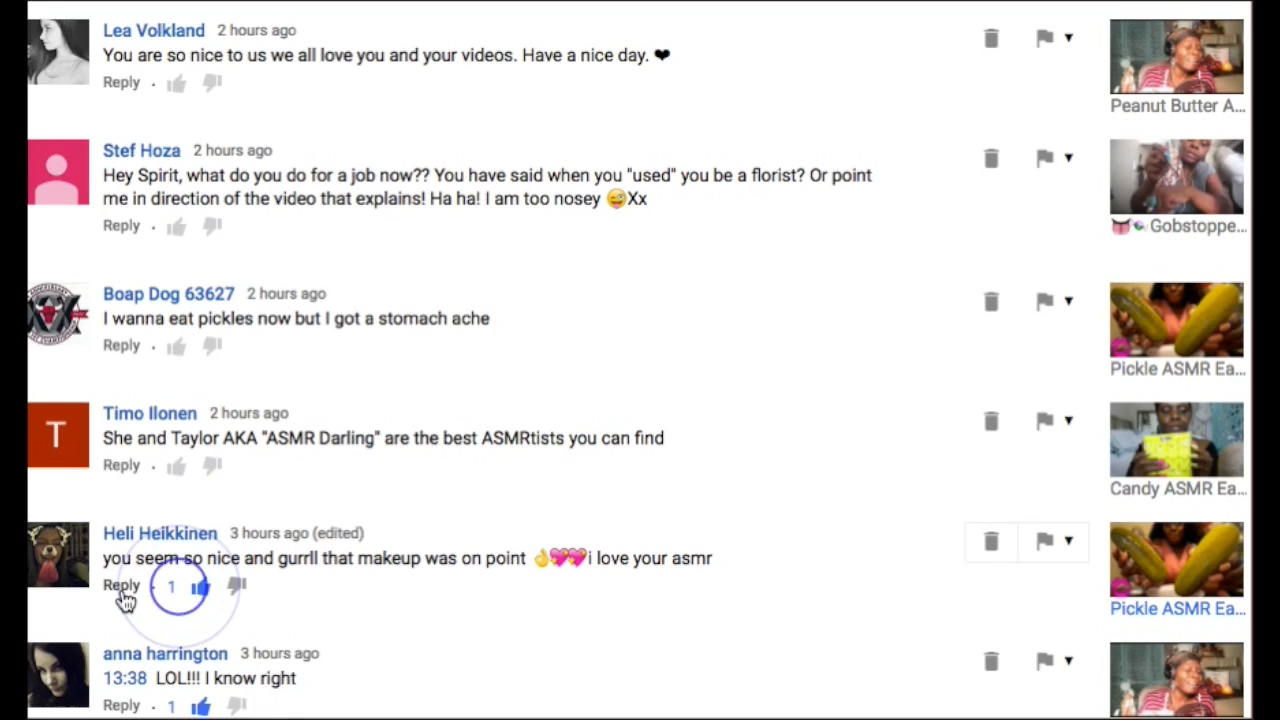 Lea Volkland 2 hours ago
You are so nice to us we all love you and your videos. Have a nice day. ❤
Reply
Peanut Butter A...
Stef Hoza 2 hours ago
Hey Spirit, what do you do for a job now?? You have said when you "used" you be a florist? Or point
me in direction of the video that explains! Ha ha! I am too nosey 😜Xx
Reply
Gobstoppe...
Boap Dog 63627 2 hours ago
I wanna eat pickles now but I got a stomach ache
Reply
Pickle ASMR Ea...
Timo Ilonen 2 hours ago
T
She and Taylor AKA "ASMR Darling" are the best ASMRtists you can find
Reply
Candy ASMR Ea...
Heli Heikkinen 3 hours ago (edited)
you seem so nice and gurrll that makeup was on point 👌💖💖i love your asmr
Reply · 1
Pickle ASMR Ea...
anna harrington 3 hours ago
13:38 LOL!!! I know right
Reply · 1